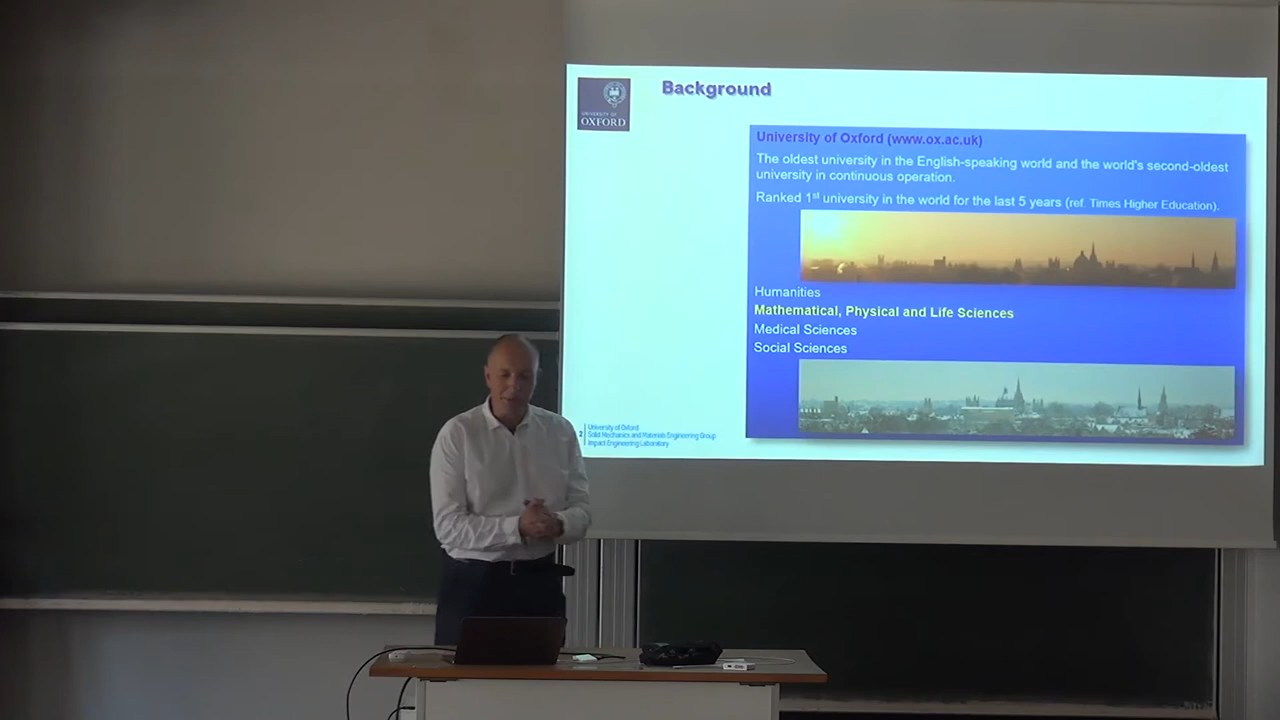 UNIVERSITY OF
OXFORD
Background
University of Oxford (www.ox.ac.uk)
The oldest university in the English-speaking world and the world's second-oldest
university in continuous operation.
Ranked 1st university in the world for the last 5 years (ref. Times Higher Education).
Humanities
Mathematical, Physical and Life Sciences
Medical Sciences
Social Sciences
2
University of Oxford
Solid Mechanics and Materials Engineering Group
Impact Engineering Laboratory